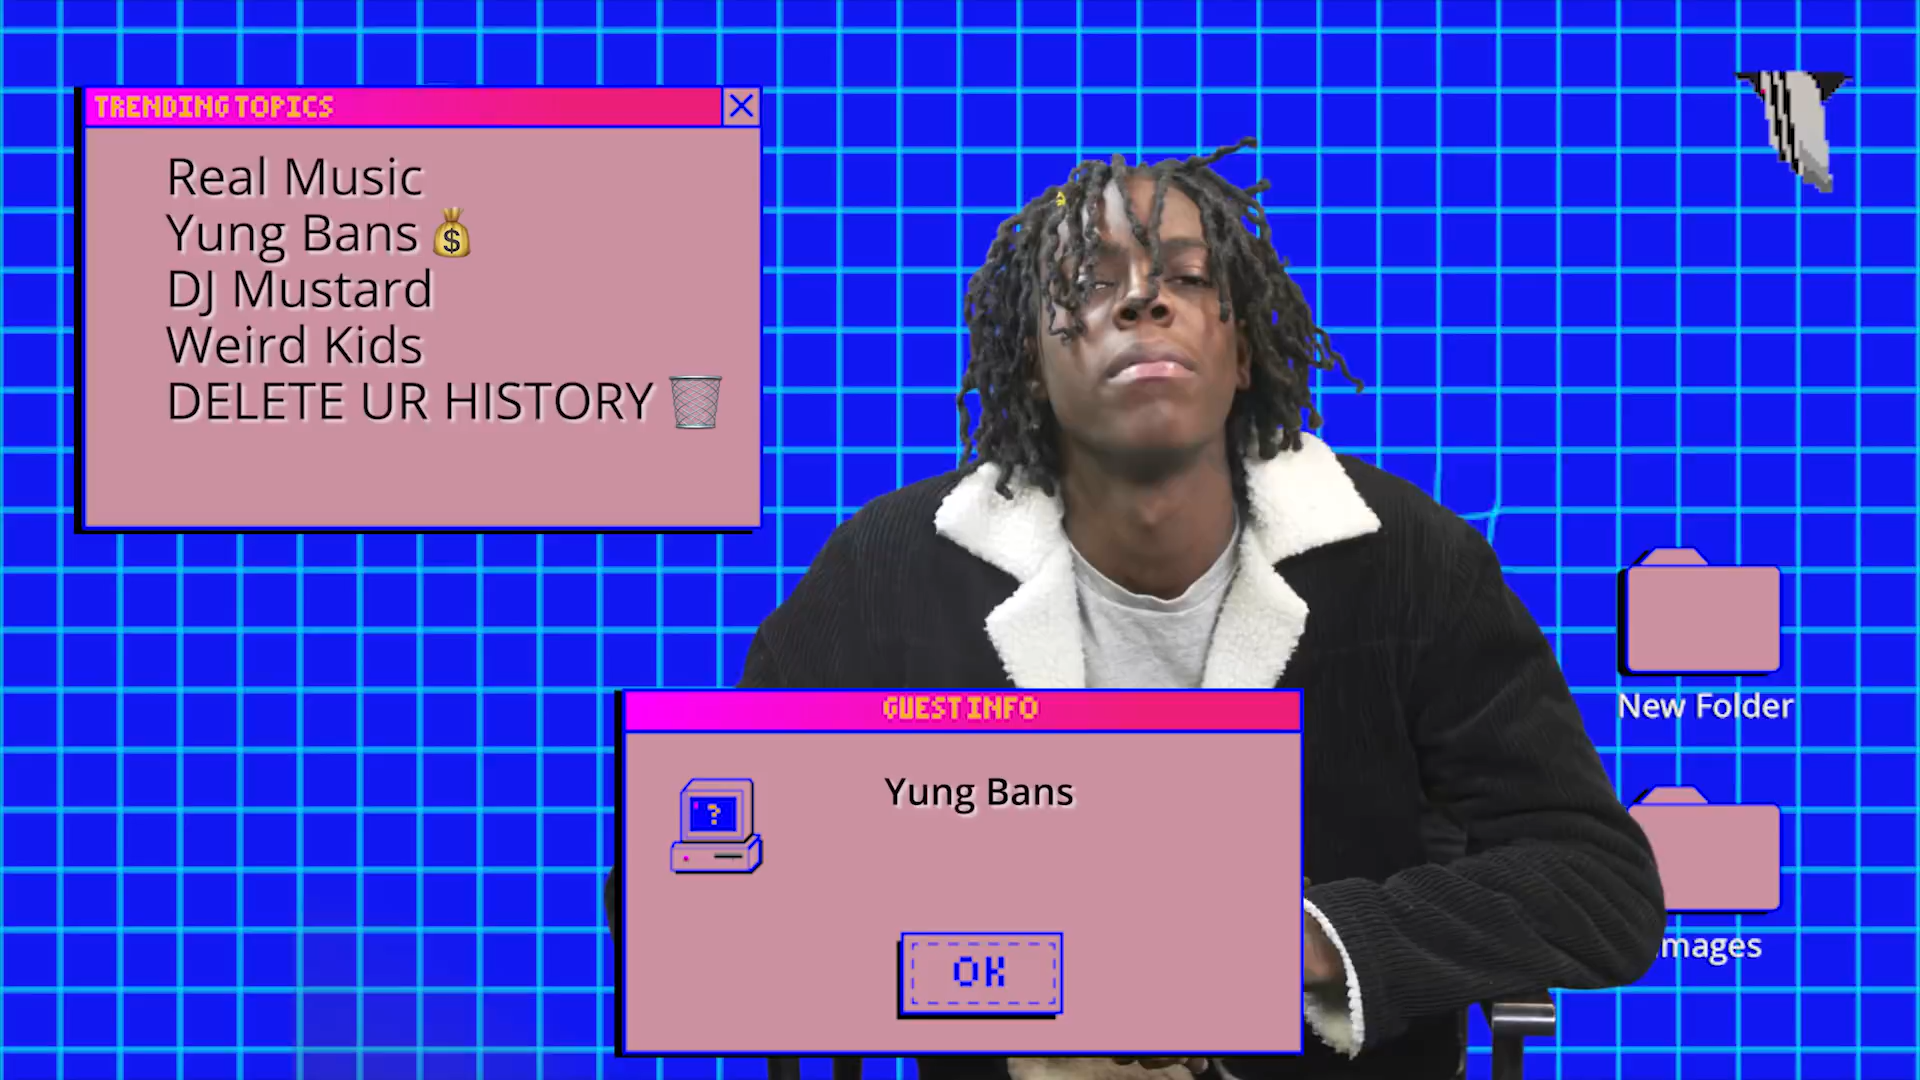 TRENDING TOPICS
Real Music
Yung Bans 💰
DJ Mustard
Weird Kids
DELETE UR HISTORY 🗑
New Folder
GUEST INFO
?
Yung Bans
mages
OK